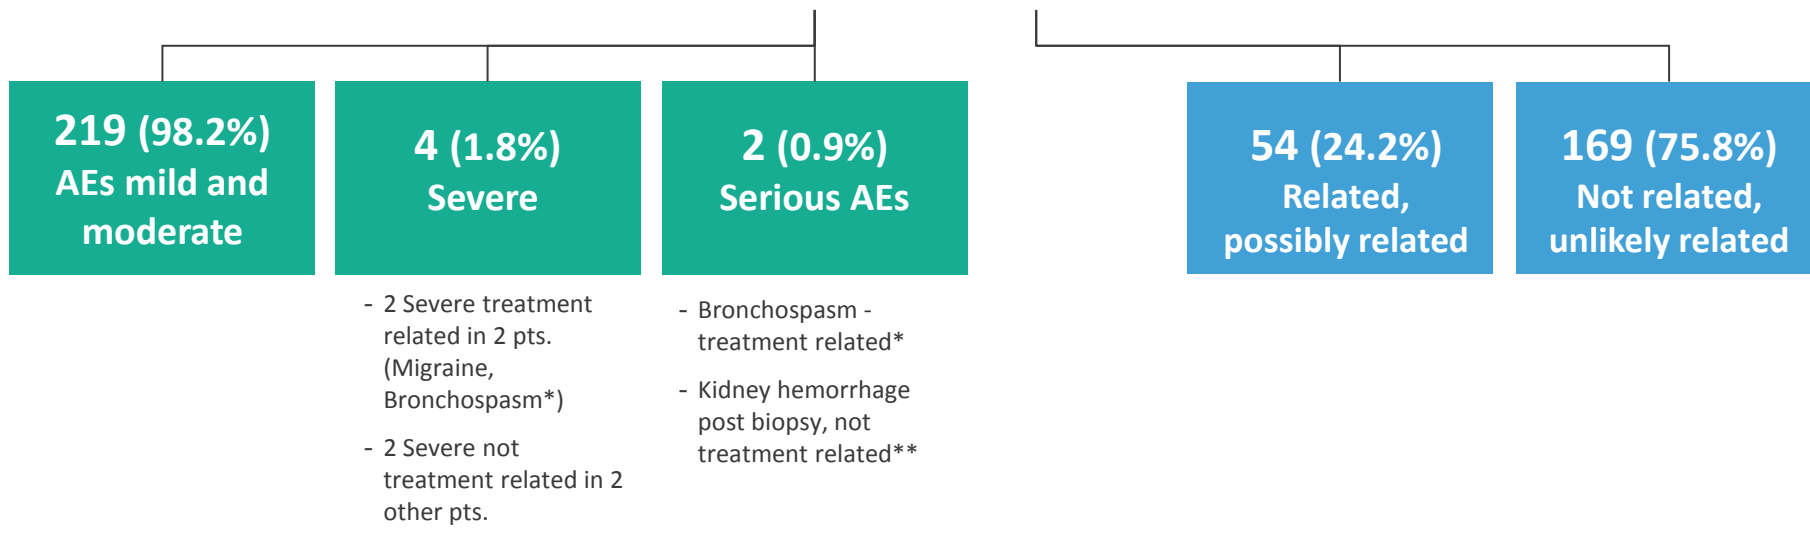 219 (98.2%)
AEs mild and
moderate
4 (1.8%)
Severe
2 (0.9%)
Serious AEs
54 (24.2%)
Related,
possibly related
169 (75.8%)
Not related,
unlikely related
- 2 Severe treatment
related in 2 pts.
(Migraine,
Bronchospasm*)
- 2 Severe not
treatment related in 2
other pts.
- Bronchospasm -
treatment related*
- Kidney hemorrhage
post biopsy, not
treatment related**